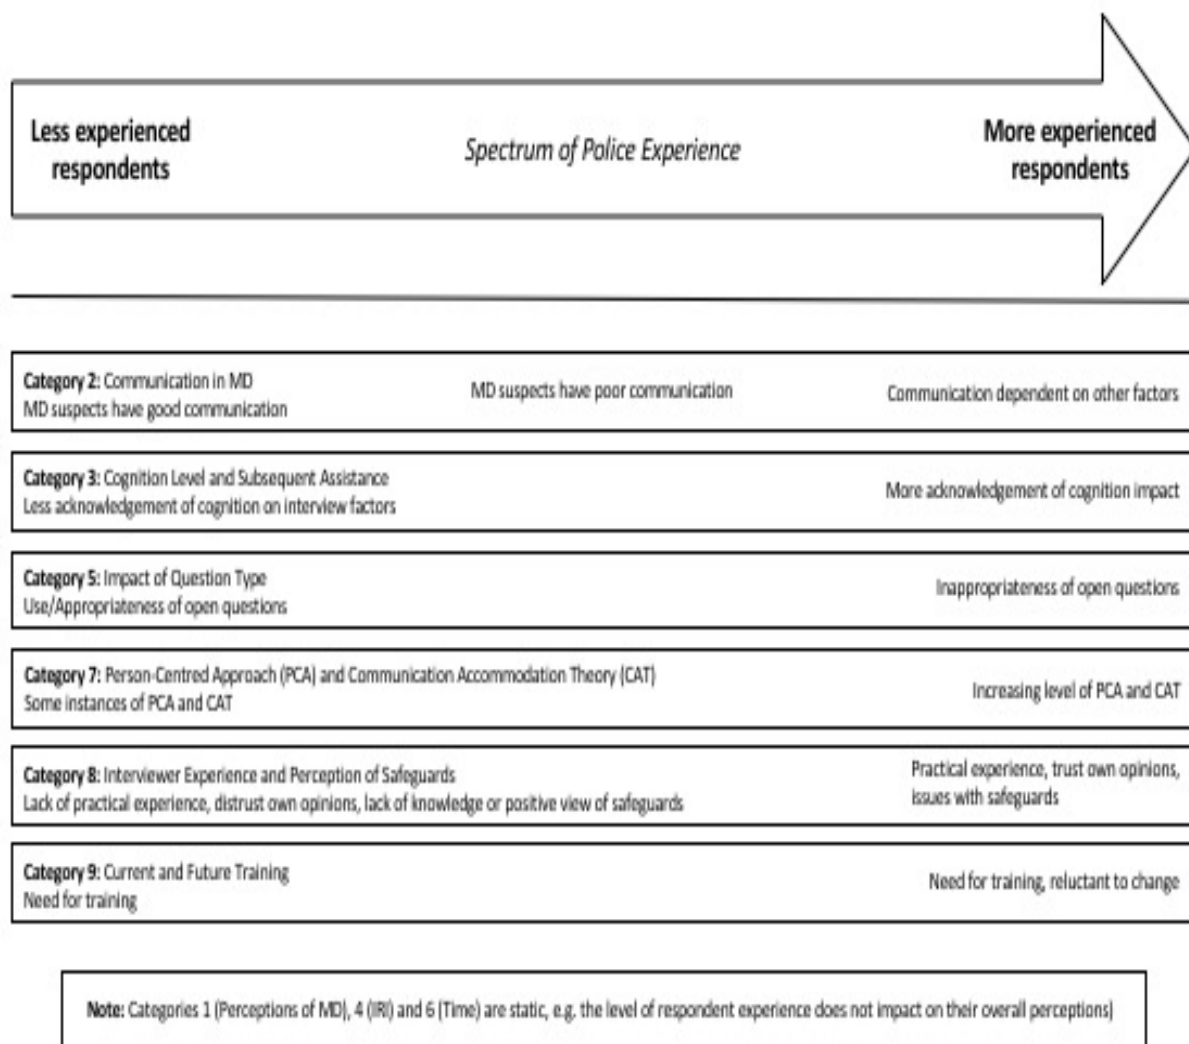 Less experienced
respondents
Spectrum of Police Experience
More experienced
respondents
Category 2: Communication in MD
MD suspects have good communication
MD suspects have poor communication
Communication dependent on other factors
Category 3: Cognition Level and Subsequent Assistance
Less acknowledgement of cognition on interview factors
More acknowledgement of cognition impact
Category 5: Impact of Question Type
Use/Appropriateness of open questions
Inappropriateness of open questions
Category 7: Person-Centred Approach (PCA) and Communication Accommodation Theory (CAT)
Some instances of PCA and CAT
Increasing level of PCA and CAT
Category 8: Interviewer Experience and Perception of Safeguards
Lack of practical experience, distrust own opinions, lack of knowledge or positive view of safeguards
Practical experience, trust own opinions,
issues with safeguards
Category 9: Current and Future Training
Need for training
Need for training, reluctant to change
Note: Categories 1 (Perceptions of MD), 4 (IRI) and 6 (Time) are static, e.g. the level of respondent experience does not impact on their overall perceptions)